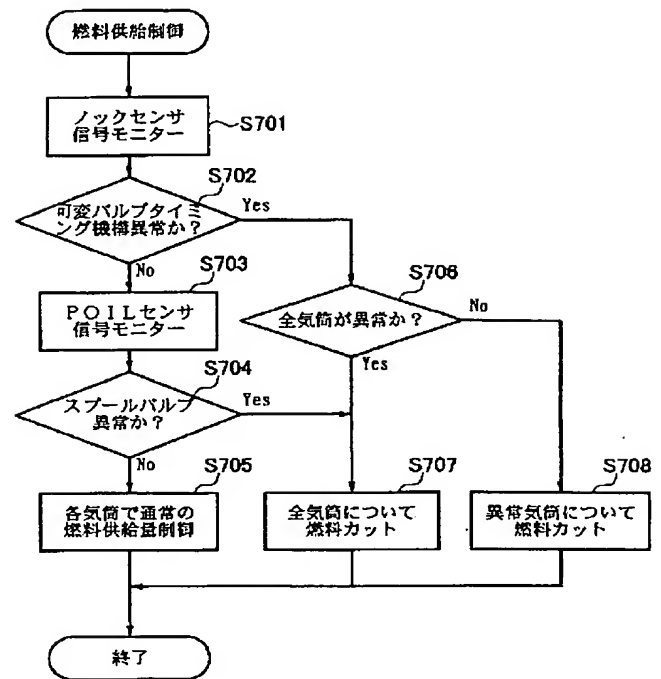 燃料供給制御
ノックセンサ
信号モニター
S701
S702
可変バルブタイミ
ング機構異常か？
Yes
No
S703
POILセンサ
信号モニター
S706
全気筒が異常か？
No
Yes
S704
スプールバルブ
異常か？
Yes
No
S705
各気筒で通常の
燃料供給量制御
S707
全気筒について
燃料カット
S708
異常気筒について
燃料カット
終了